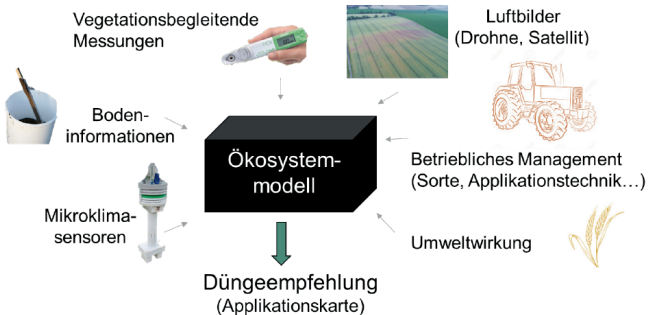 Vegetationsbegleitende
Messungen
Luftbilder
(Drohne, Satellit)
Boden-
informationen
Ökosystem-
modell
Betriebliches Management
(Sorte, Applikationstechnik…)
Mikroklima-
sensoren
Umweltwirkung
Düngeempfehlung
(Applikationskarte)